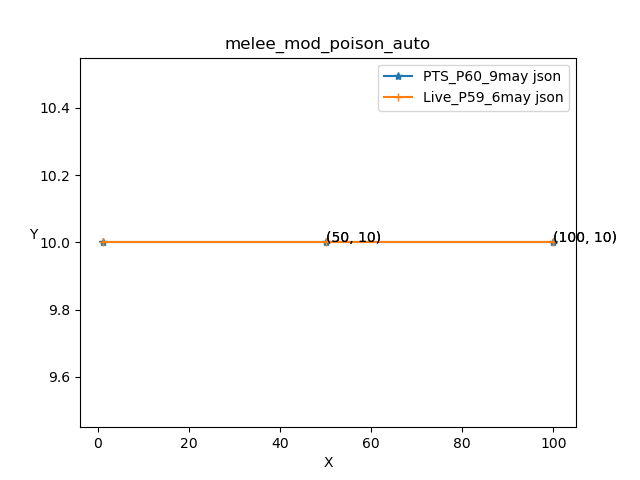 melee_mod_poison_auto
PTS_P60_9may json
Live_P59_6may json
10.4
10.2
10.0
9.8
9.6
Y
(50, 10)
(100, 10)
0
20
40
60
80
100
X